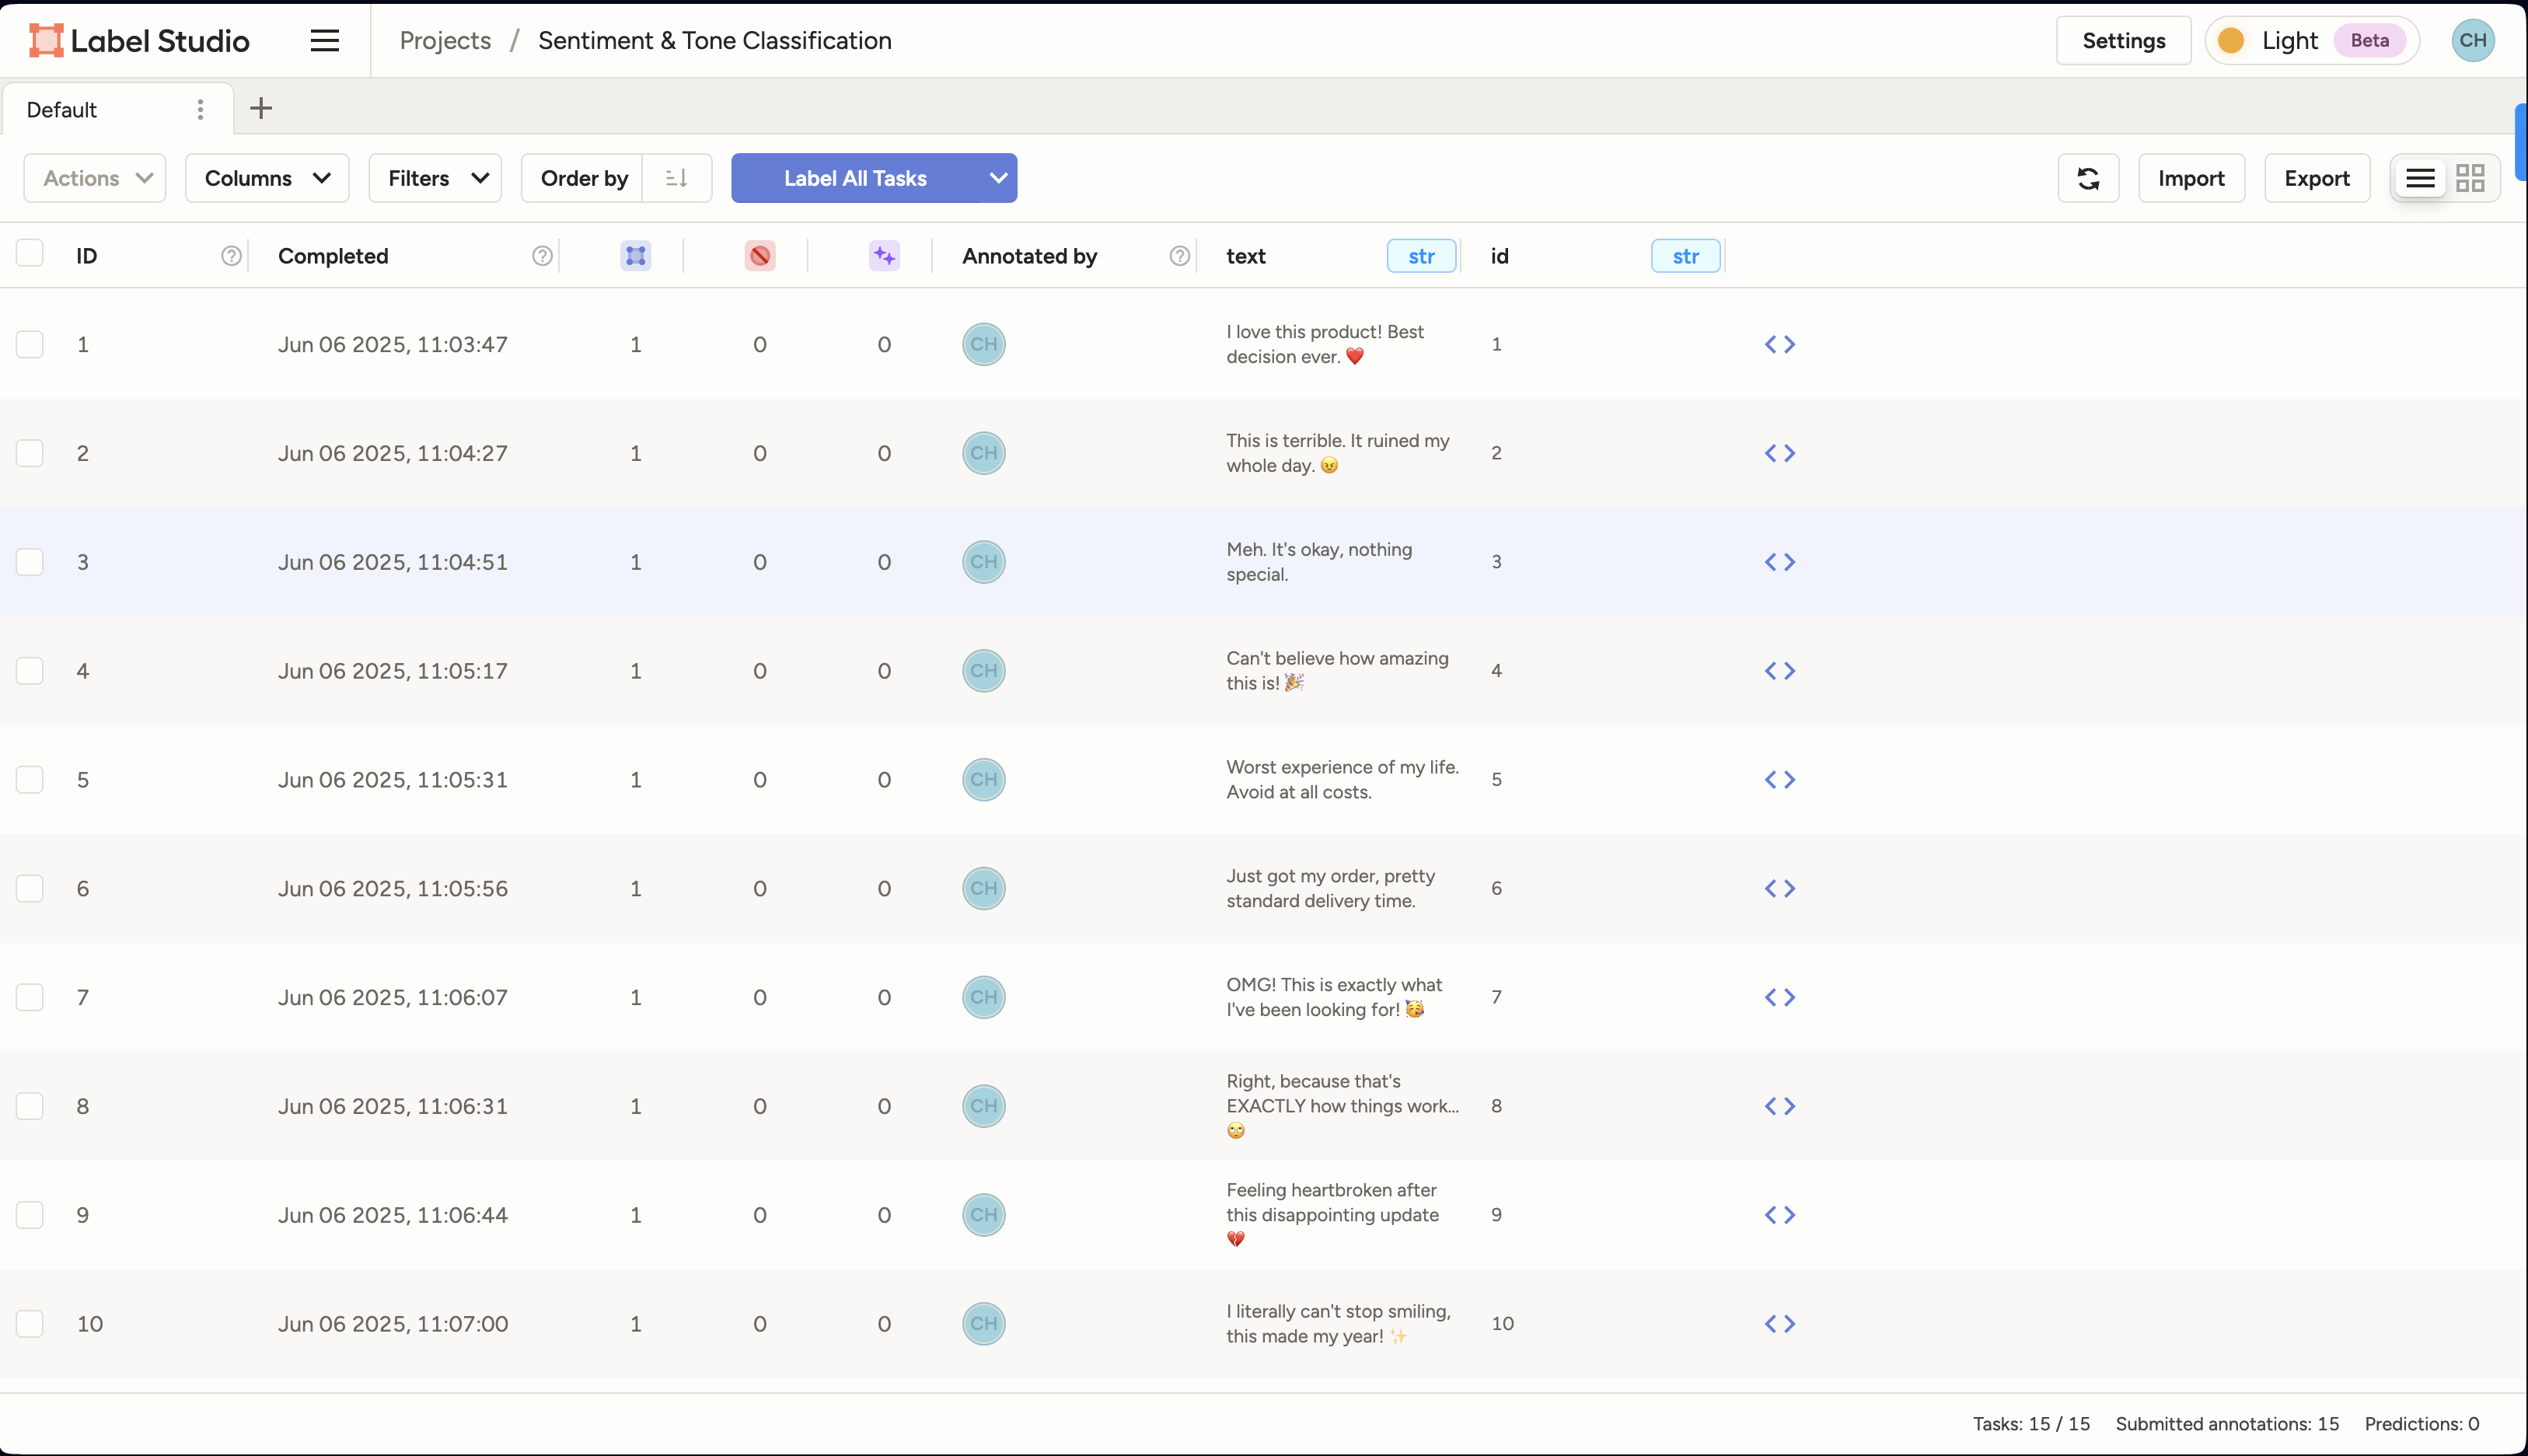 Label Studio
Projects / Sentiment & Tone Classification
Settings
Light Beta
CH
Default
Actions Columns Filters Order by Label All Tasks Import Export
ID Completed Annotated by text str id str
1 Jun 06 2025, 11:03:47 1 0 0 CH I love this product! Best 1
decision ever. ❤️
2 Jun 06 2025, 11:04:27 1 0 0 CH This is terrible. It ruined my 2
whole day. 😠
3 Jun 06 2025, 11:04:51 1 0 0 CH Meh. It's okay, nothing 3
special.
4 Jun 06 2025, 11:05:17 1 0 0 CH Can't believe how amazing 4
this is! 🎉
5 Jun 06 2025, 11:05:31 1 0 0 CH Worst experience of my life. 5
Avoid at all costs.
6 Jun 06 2025, 11:05:56 1 0 0 CH Just got my order, pretty 6
standard delivery time.
7 Jun 06 2025, 11:06:07 1 0 0 CH OMG! This is exactly what 7
I've been looking for! 🥳
8 Jun 06 2025, 11:06:31 1 0 0 CH Right, because that's 8
EXACTLY how things work...
🙄
9 Jun 06 2025, 11:06:44 1 0 0 CH Feeling heartbroken after 9
this disappointing update
💔
10 Jun 06 2025, 11:07:00 1 0 0 CH I literally can't stop smiling, 10
this made my year! ✨
Tasks: 15 / 15 Submitted annotations: 15 Predictions: 0